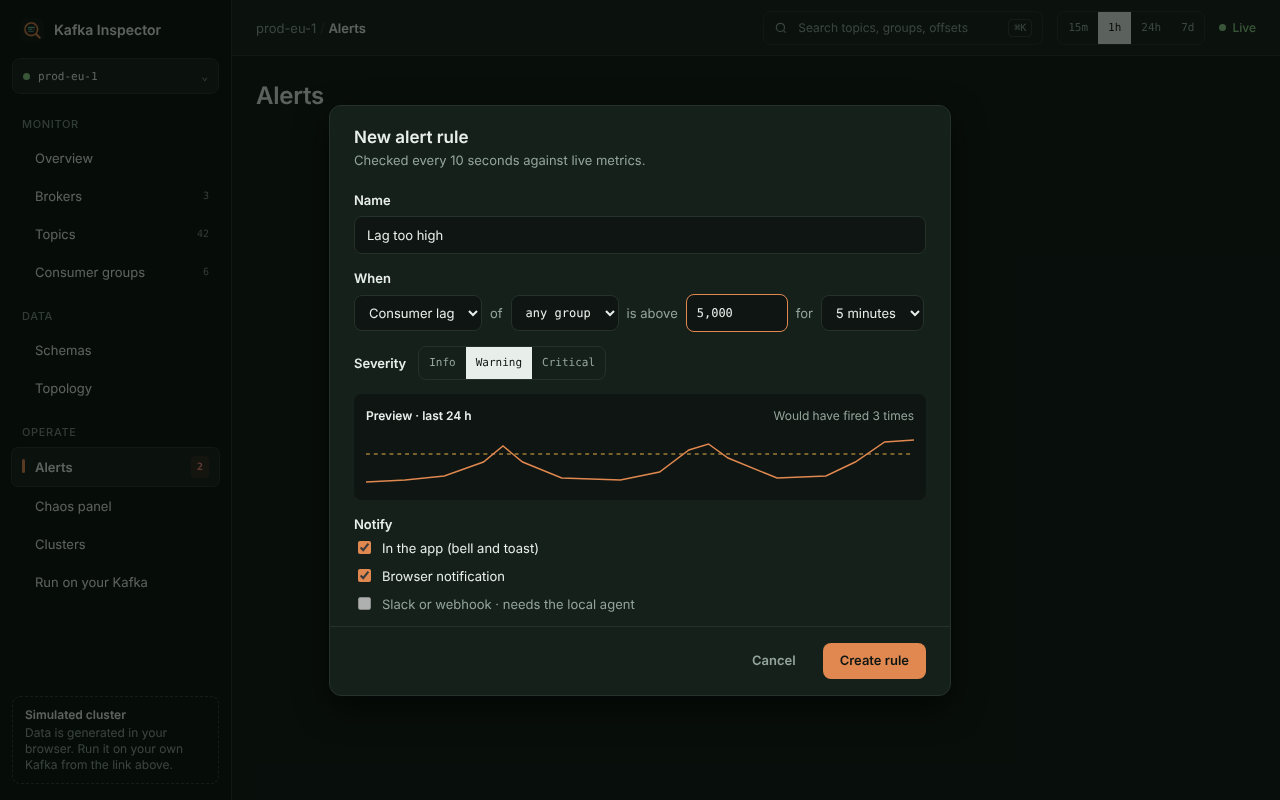 Kafka Inspector
prod-eu-1 / Alerts
Search topics, groups, offsets ⌘K
15m 1h 24h 7d
Live
prod-eu-1
MONITOR
Overview
Brokers 3
Topics 42
Consumer groups 6
DATA
Schemas
Topology
OPERATE
Alerts 2
Chaos panel
Clusters
Run on your Kafka
Simulated cluster
Data is generated in your
browser. Run it on your own
Kafka from the link above.
Alerts
New alert rule
Checked every 10 seconds against live metrics.
Name
Lag too high
When
Consumer lag of any group is above 5,000 for 5 minutes
Severity Info Warning Critical
Preview · last 24 h Would have fired 3 times
Notify
In the app (bell and toast)
Browser notification
Slack or webhook · needs the local agent
Cancel Create rule